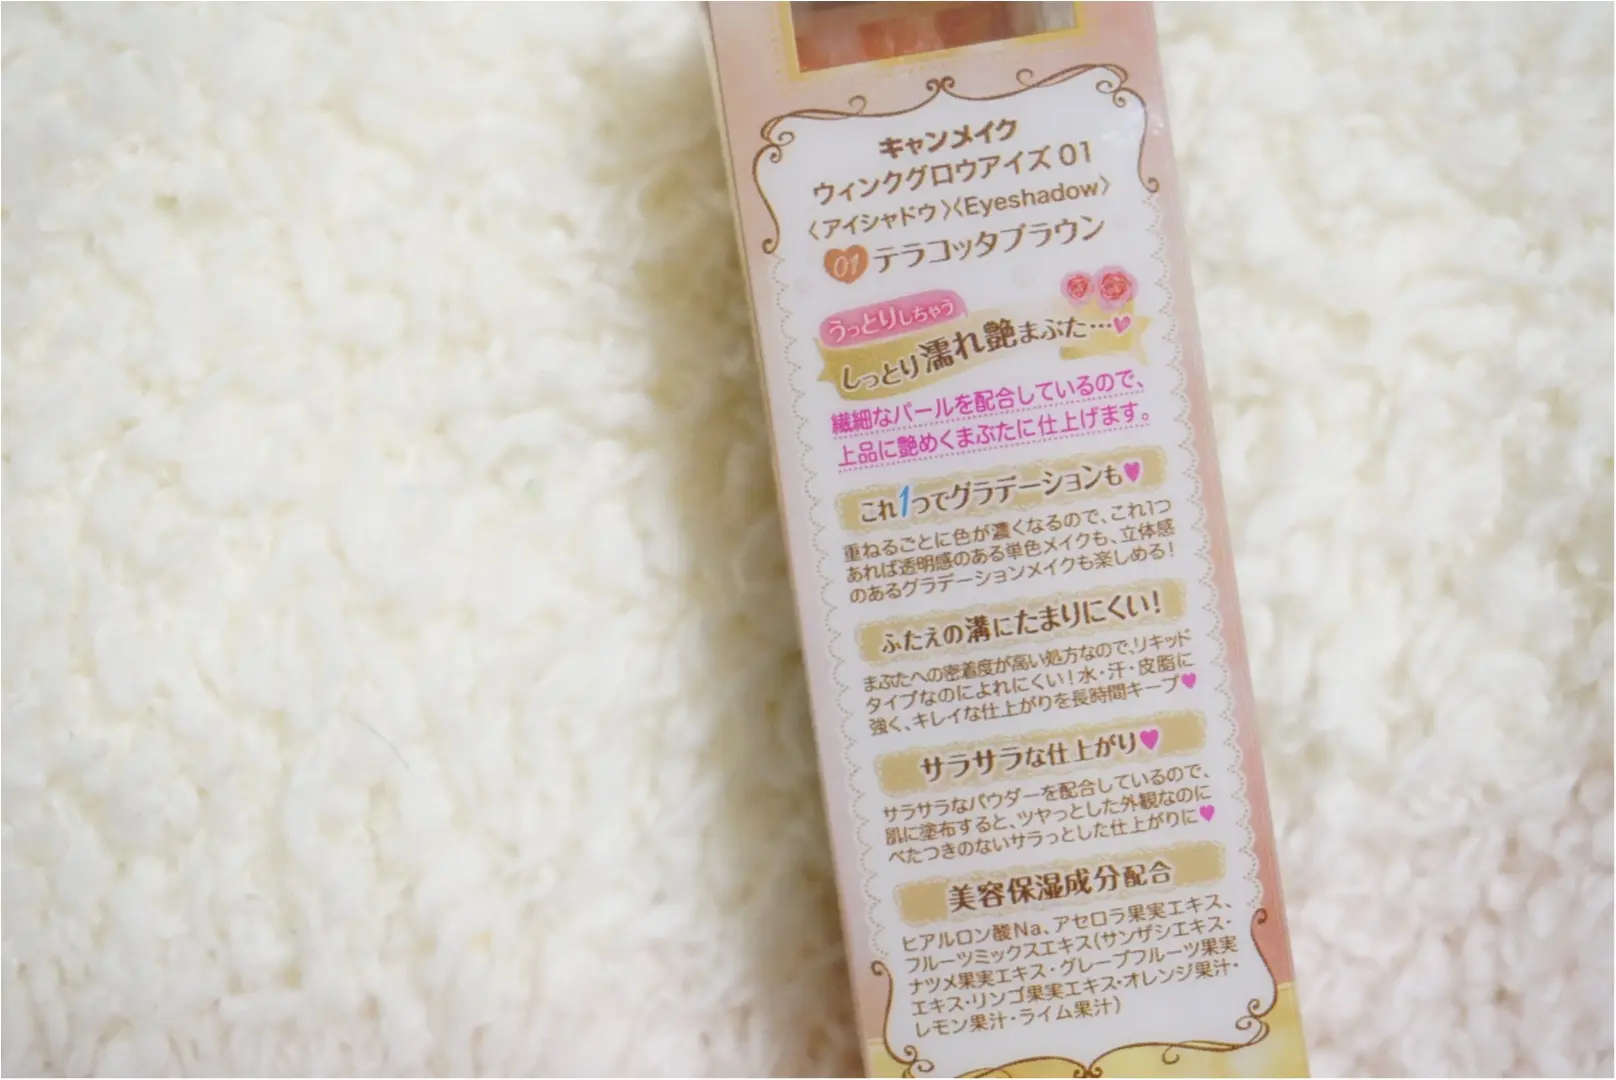 キャンメイク
ウィンクグロウアイズ 01
〈アイシャドウ〉〈Eyeshadow〉
01 テラコッタブラウン
うっとりしちゃう
しっとり濡れ艶まぶた…
繊細なパールを配合しているので、
上品に艶めくまぶたに仕上げます。
これ1つでグラデーションも♥
重ねるごとに色が濃くなるので、これ1つ
あれば透明感のある単色メイクも、立体感
のあるグラデーションメイクも楽しめる!
ふたえの溝にたまりにくい!
まぶたへの密着度が高い処方なので、リキッド
タイプなのによれにくい!水・汗・皮脂に
強く、キレイな仕上がりを長時間キープ♥
サラサラな仕上がり♥
サラサラなパウダーを配合しているので、
肌に塗布すると、ツヤっとした外観なのに
べたつきのないサラっとした仕上がりに♥
美容保湿成分配合
ヒアルロン酸Na、アセロラ果実エキス、
フルーツミックスエキス(サンザシエキス・
ナツメ果実エキス・グレープフルーツ果実
エキス・リンゴ果実エキス・オレンジ果汁・
レモン果汁・ライム果汁)